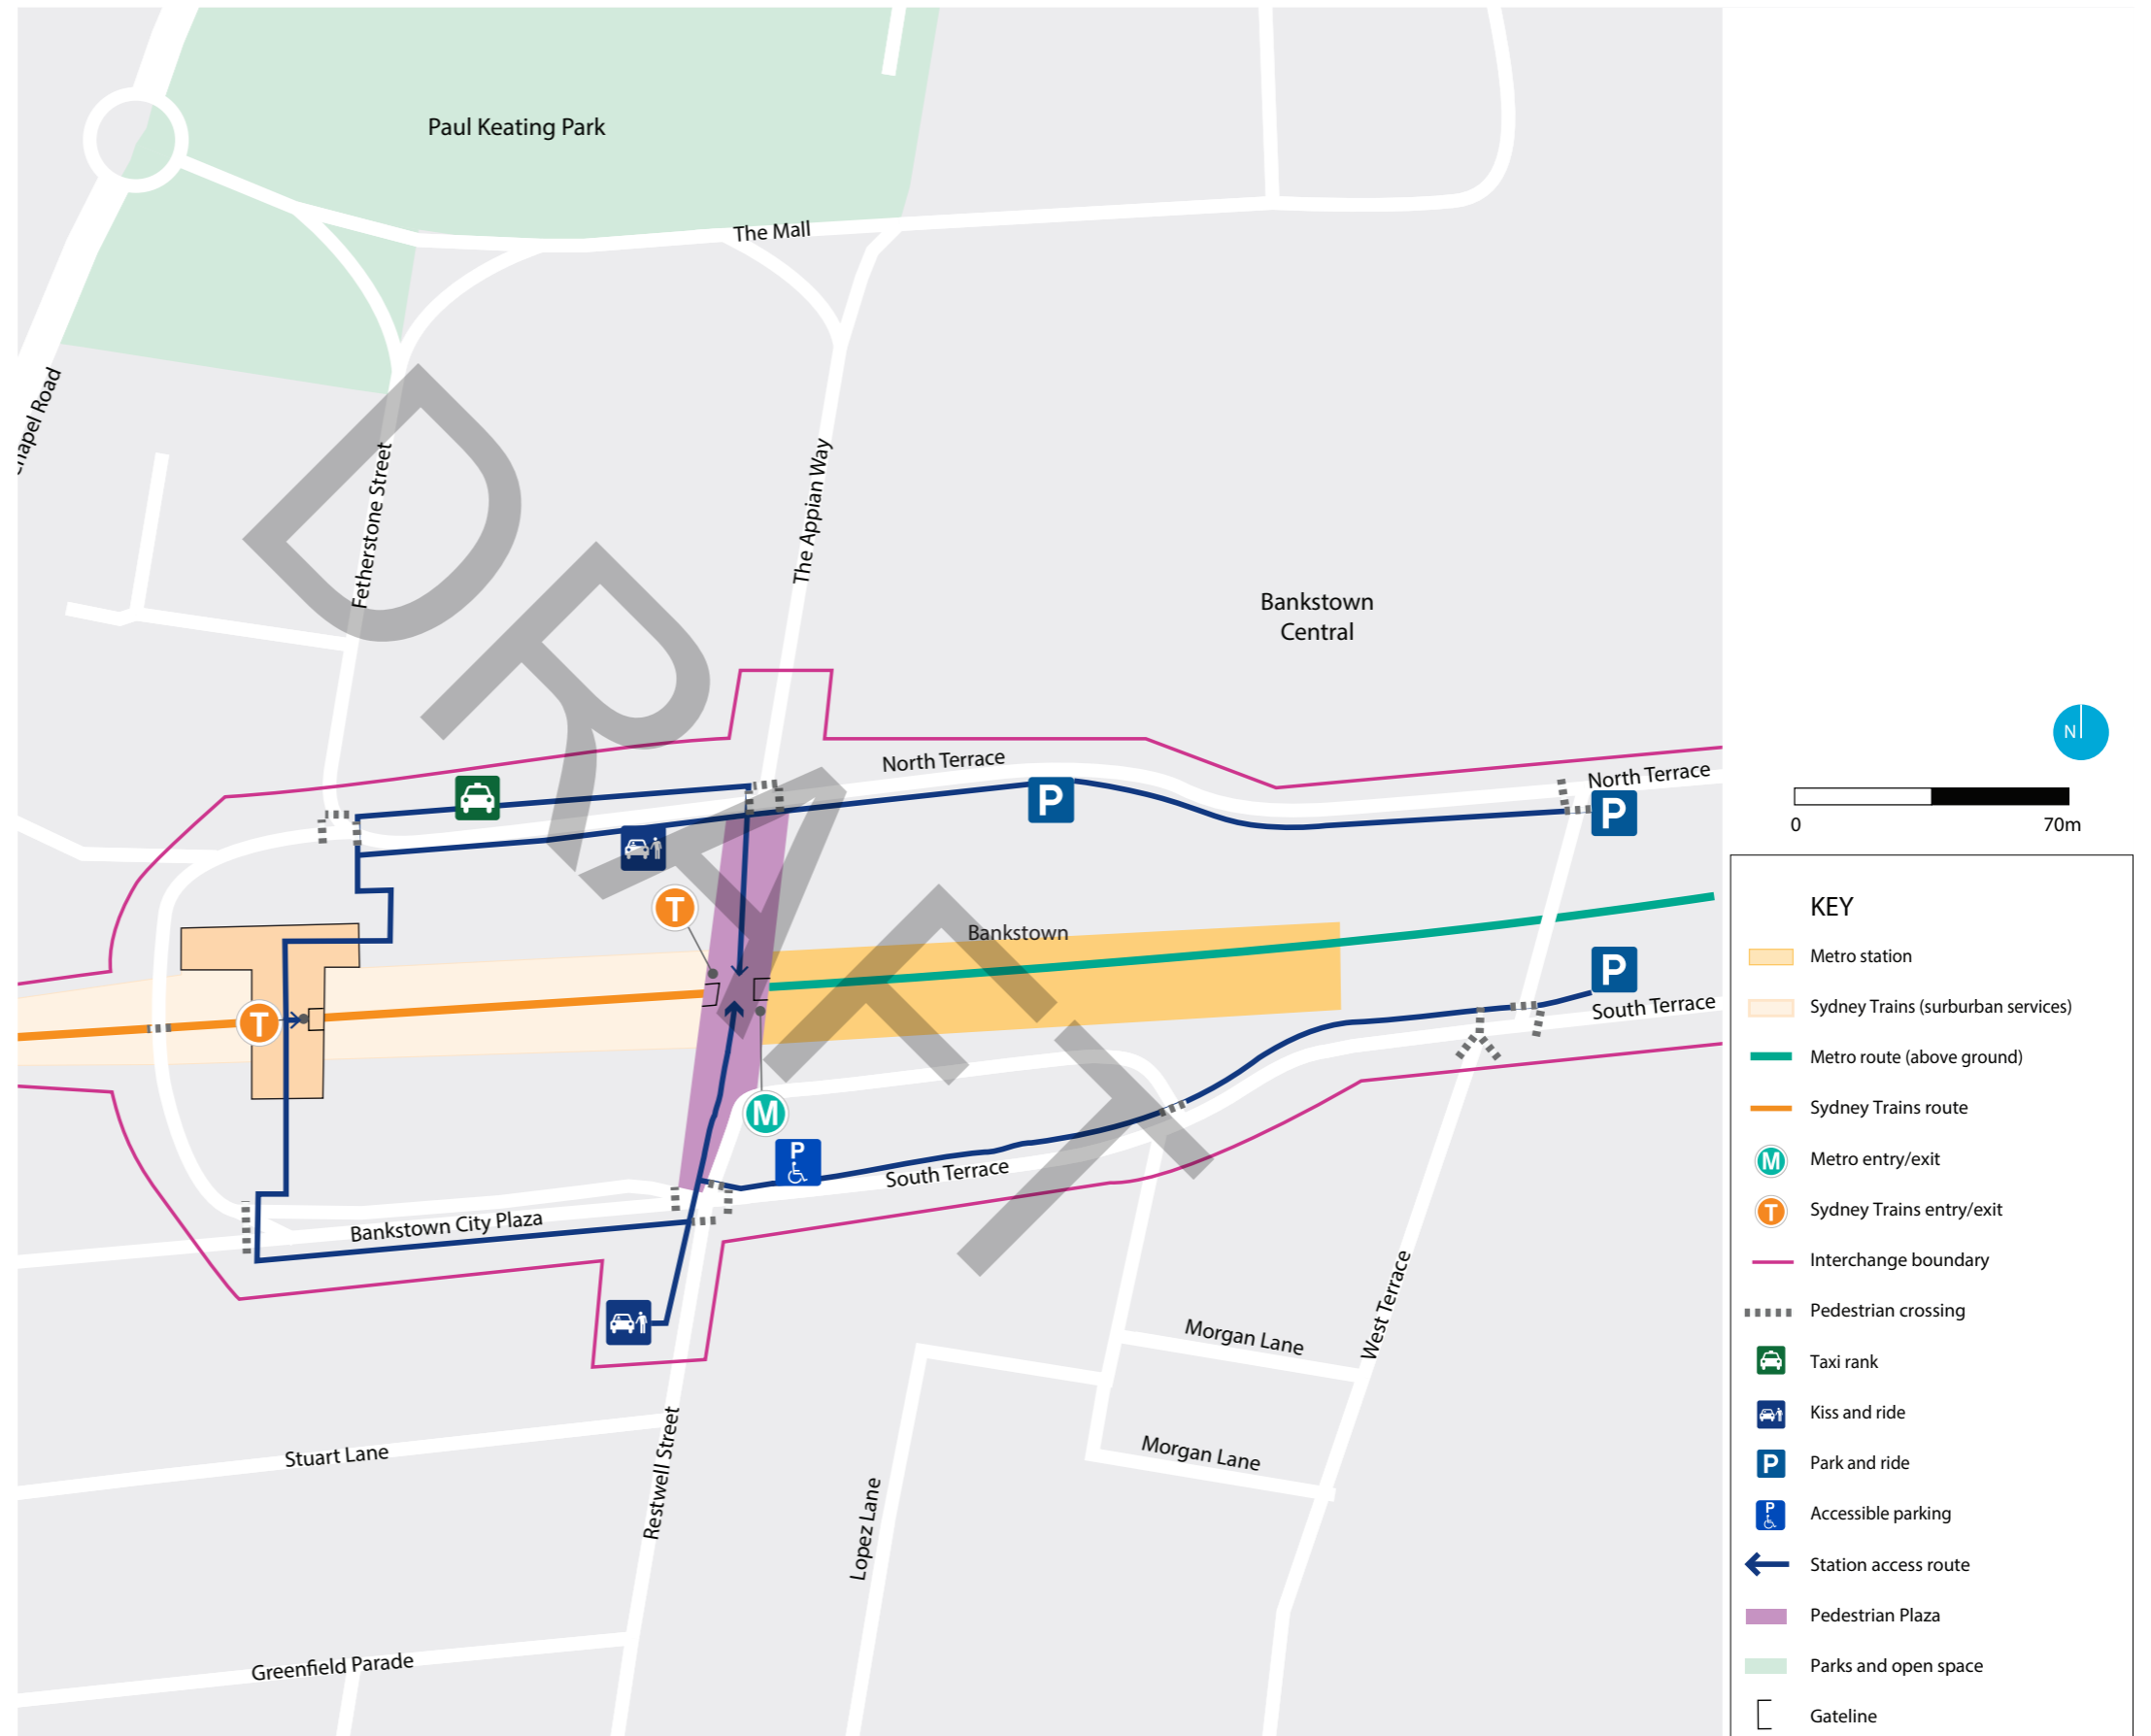 Paul Keating Park
The Mall
Chapel Road
Fetherstone Street
The Appian Way
Bankstown
Central
North Terrace
North Terrace
P
P
T
Bankstown
P
South Terrace
T
M
P
South Terrace
Bankstown City Plaza
Morgan Lane
West Terrace
Morgan Lane
Stuart Lane
Restwell Street
Lopez Lane
Greenfield Parade
DRAFT
N
0 70m
KEY
Metro station
Sydney Trains (surburban services)
Metro route (above ground)
Sydney Trains route
M Metro entry/exit
T Sydney Trains entry/exit
Interchange boundary
Pedestrian crossing
Taxi rank
Kiss and ride
P Park and ride
P Accessible parking
Station access route
Pedestrian Plaza
Parks and open space
Gateline